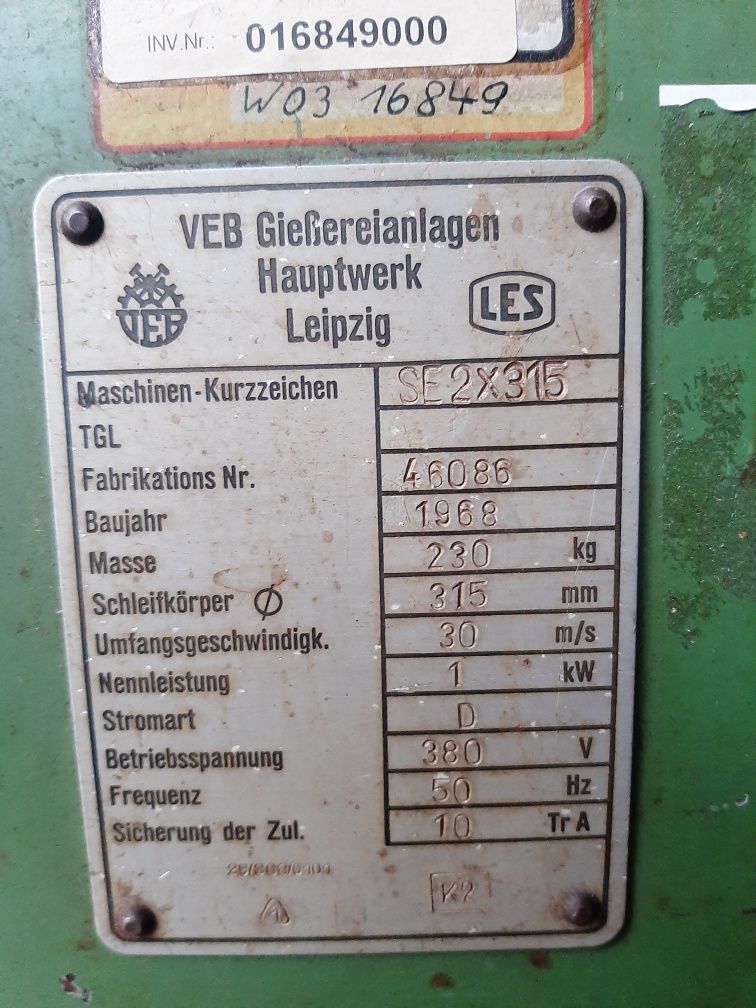 INV.Nr.: 016849000
W03 16849
VEB Gießereianlagen
Hauptwerk
Leipzig
VEB
LES
Maschinen-Kurzzeichen SE2X315
TGL
Fabrikations Nr. 46086
Baujahr 1968
Masse 230 kg
Schleifkörper Ø 315 mm
Umfangsgeschwindigk. 30 m/s
Nennleistung 1 kW
Stromart D
Betriebsspannung 380 V
Frequenz 50 Hz
Sicherung der Zul. 10 Tr A
K2